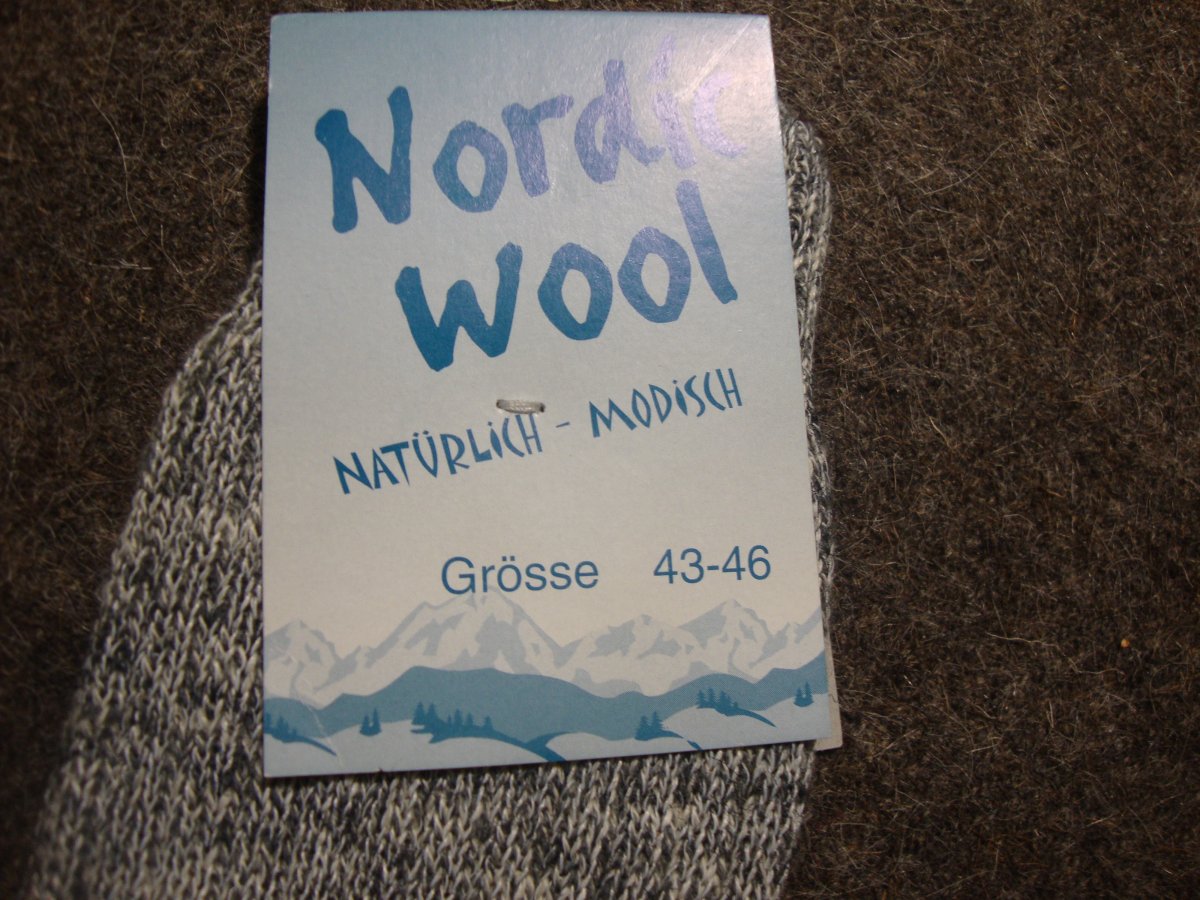 Nordic
Wool
NATÜRLiCH - MODiSCH
Grösse 43-46